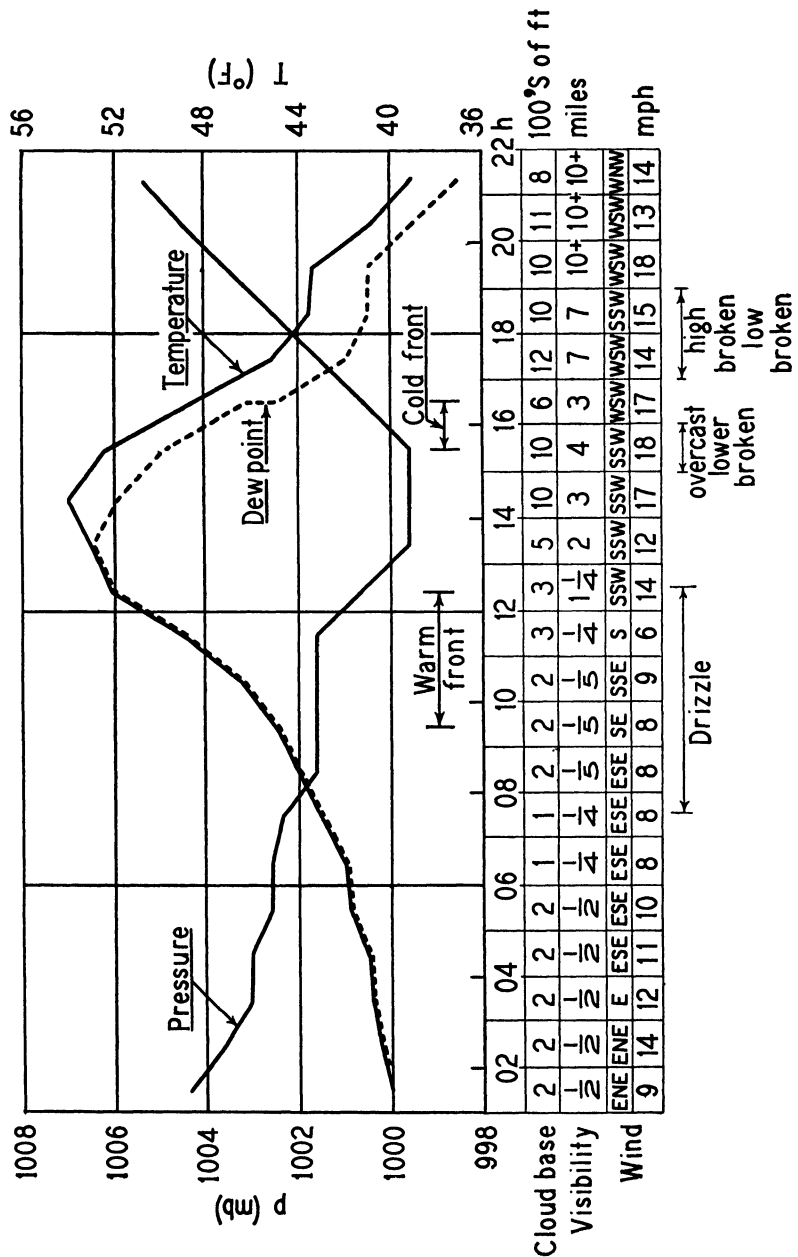 1008
1004
1002
1000
998
p (mb)
56
52
48
44
40
36
T (°F)
Pressure
Temperature
Dew point
Warm
front
Cold front
02 04 06 08 10 12 14 16 18 20 22 h
Cloud base 2 2 2 2 2 1 1 2 2 2 3 3 5 10 10 6 12 10 10 11 8 100'S of ft
Visibility 1/2 1/2 1/2 1/2 1/2 1/4 1/4 1/5 1/5 1/5 1/4 1 1/4 2 3 4 3 7 7 10+ 10+ 10+ miles
Wind ENE ENE E ESE ESE ESE ESE ESE SE SSE S SSW SSW SSW SSW WSW WSW SSW WSW WSW WNW
9 14 12 11 10 8 8 8 8 9 6 14 12 17 18 17 14 15 18 13 14 mph
Drizzle
overcast
lower
broken
high
broken
low
broken